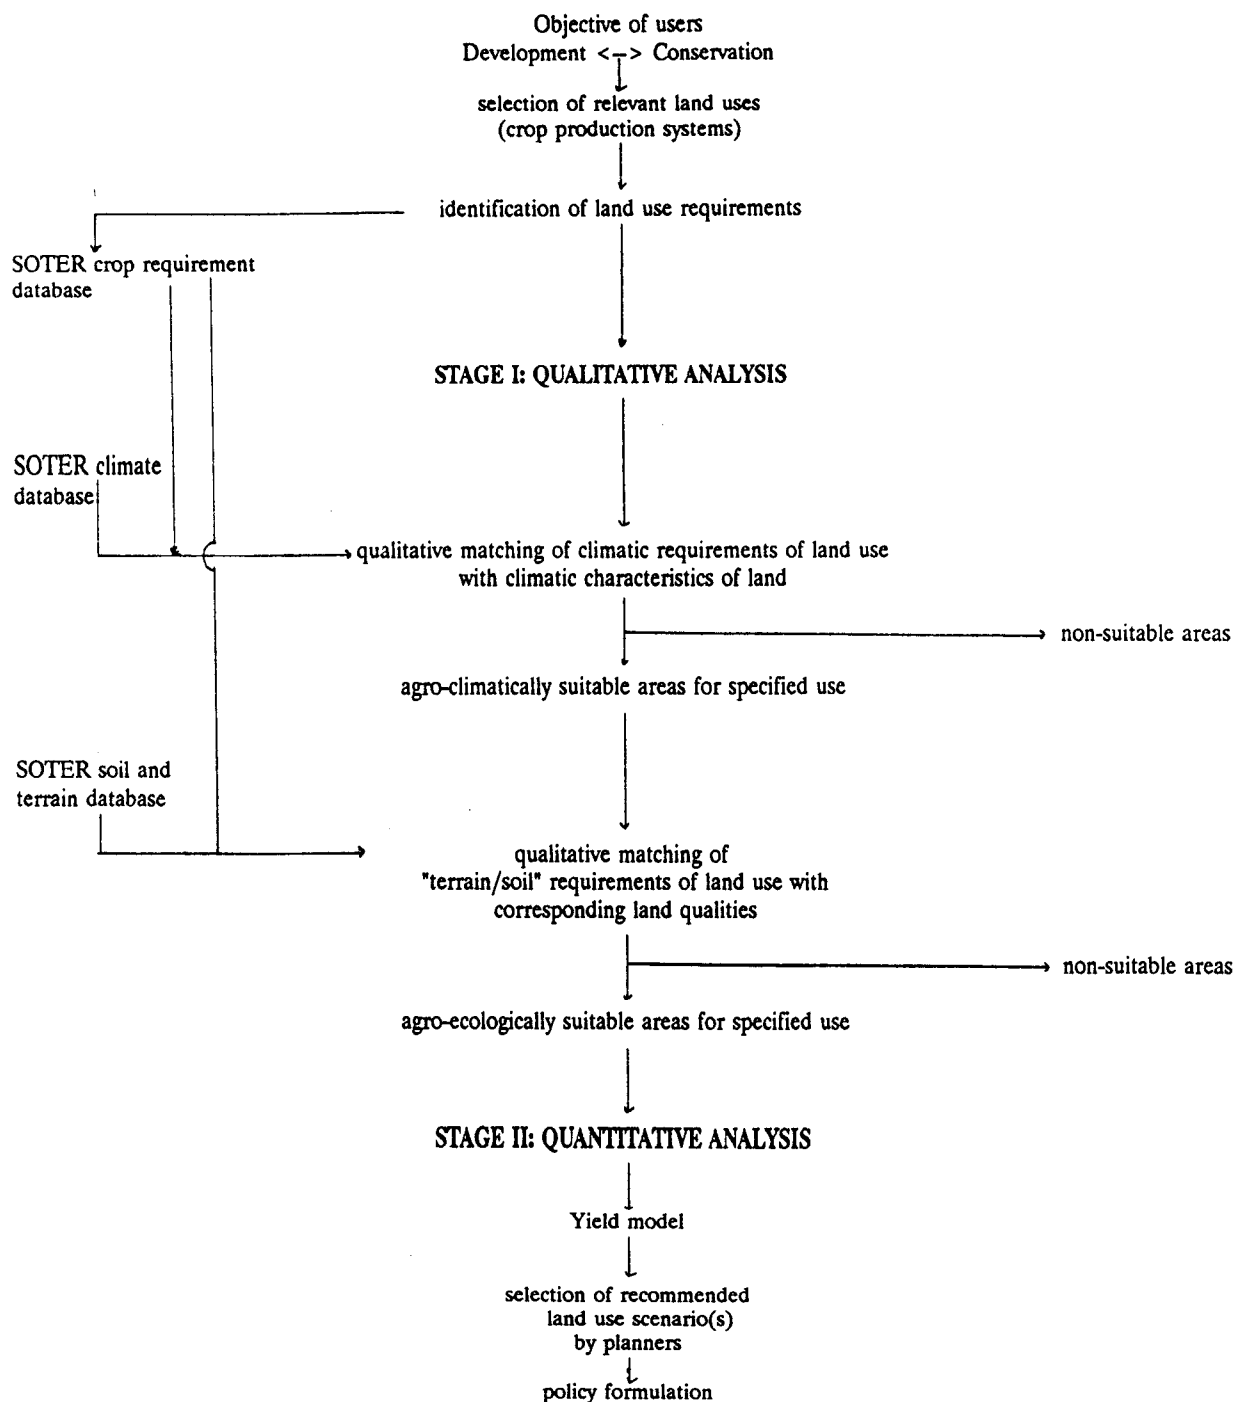 Objective of users
Development <-> Conservation
selection of relevant land uses
(crop production systems)
identification of land use requirements
SOTER crop requirement
database
STAGE I: QUALITATIVE ANALYSIS
SOTER climate
database
qualitative matching of climatic requirements of land use
with climatic characteristics of land
non-suitable areas
agro-climatically suitable areas for specified use
SOTER soil and
terrain database
qualitative matching of
"terrain/soil" requirements of land use with
corresponding land qualities
non-suitable areas
agro-ecologically suitable areas for specified use
STAGE II: QUANTITATIVE ANALYSIS
Yield model
selection of recommended
land use scenario(s)
by planners
policy formulation